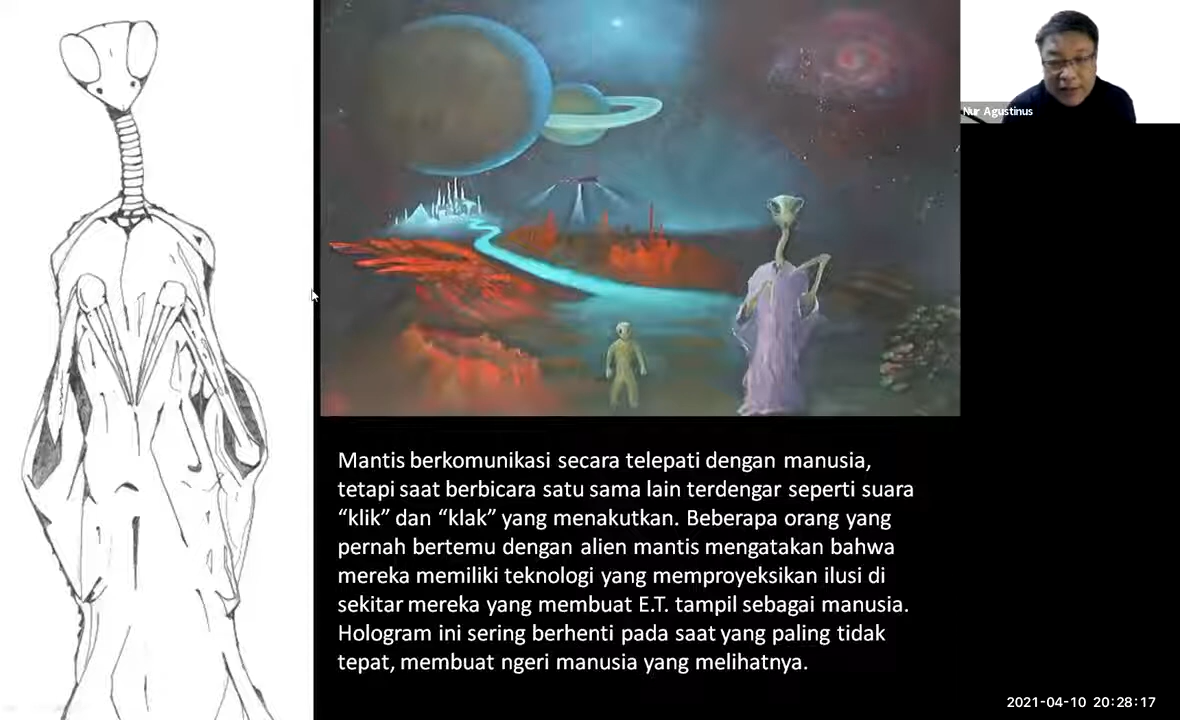 Nur Agustinus
Mantis berkomunikasi secara telepati dengan manusia,
tetapi saat berbicara satu sama lain terdengar seperti suara
“klik” dan “klak” yang menakutkan. Beberapa orang yang
pernah bertemu dengan alien mantis mengatakan bahwa
mereka memiliki teknologi yang memproyeksikan ilusi di
sekitar mereka yang membuat E.T. tampil sebagai manusia.
Hologram ini sering berhenti pada saat yang paling tidak
tepat, membuat ngeri manusia yang melihatnya.
2021-04-10 20:28:17